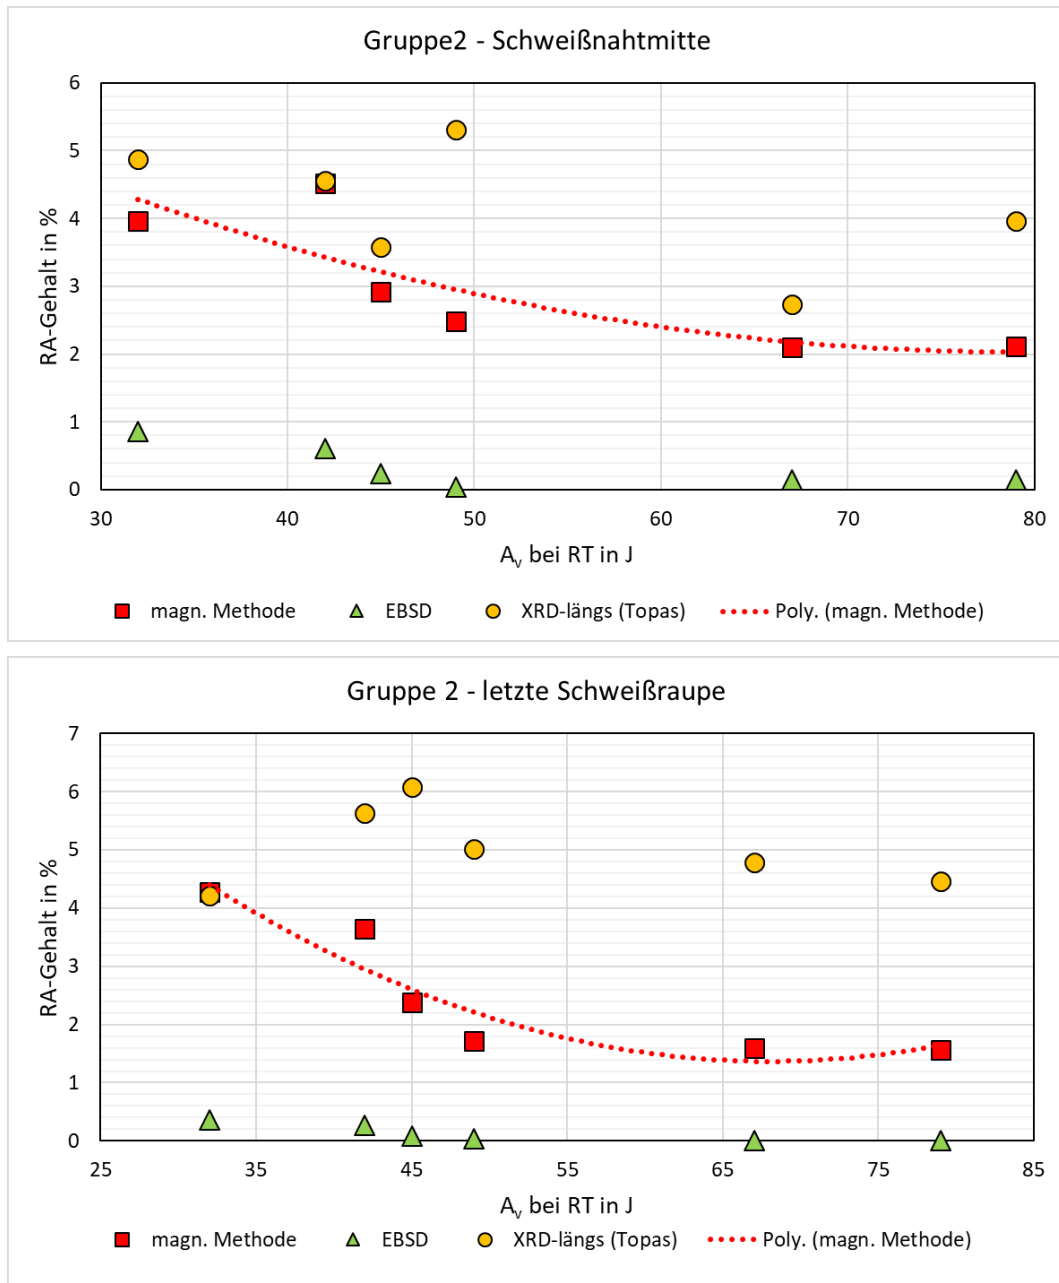 Gruppe2 - Schweißnahtmitte
6
5
4
3
2
1
0
RA-Gehalt in %
30 40 50 60 70 80
Av bei RT in J
magn. Methode EBSD XRD-längs (Topas) Poly. (magn. Methode)
Gruppe 2 - letzte Schweißraupe
7
6
5
4
3
2
1
0
RA-Gehalt in %
25 35 45 55 65 75 85
Av bei RT in J
magn. Methode EBSD XRD-längs (Topas) Poly. (magn. Methode)